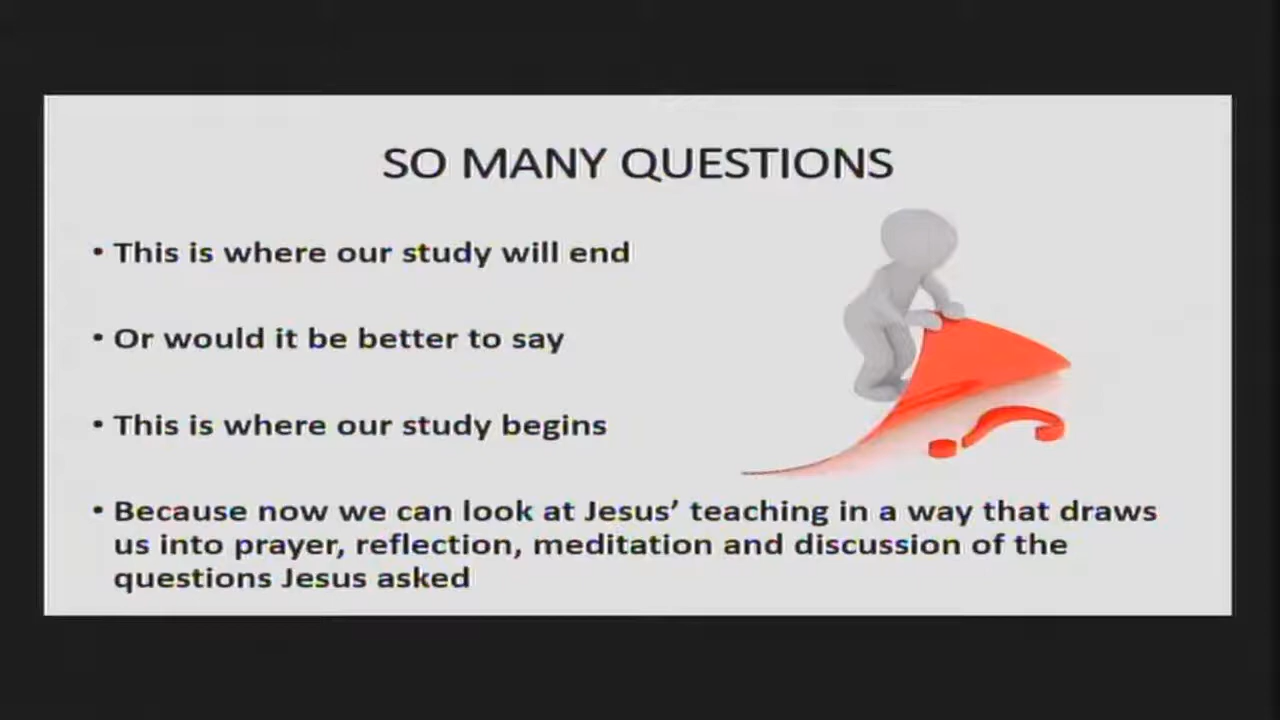 SO MANY QUESTIONS
• This is where our study will end
• Or would it be better to say
• This is where our study begins
• Because now we can look at Jesus’ teaching in a way that draws
us into prayer, reflection, meditation and discussion of the
questions Jesus asked